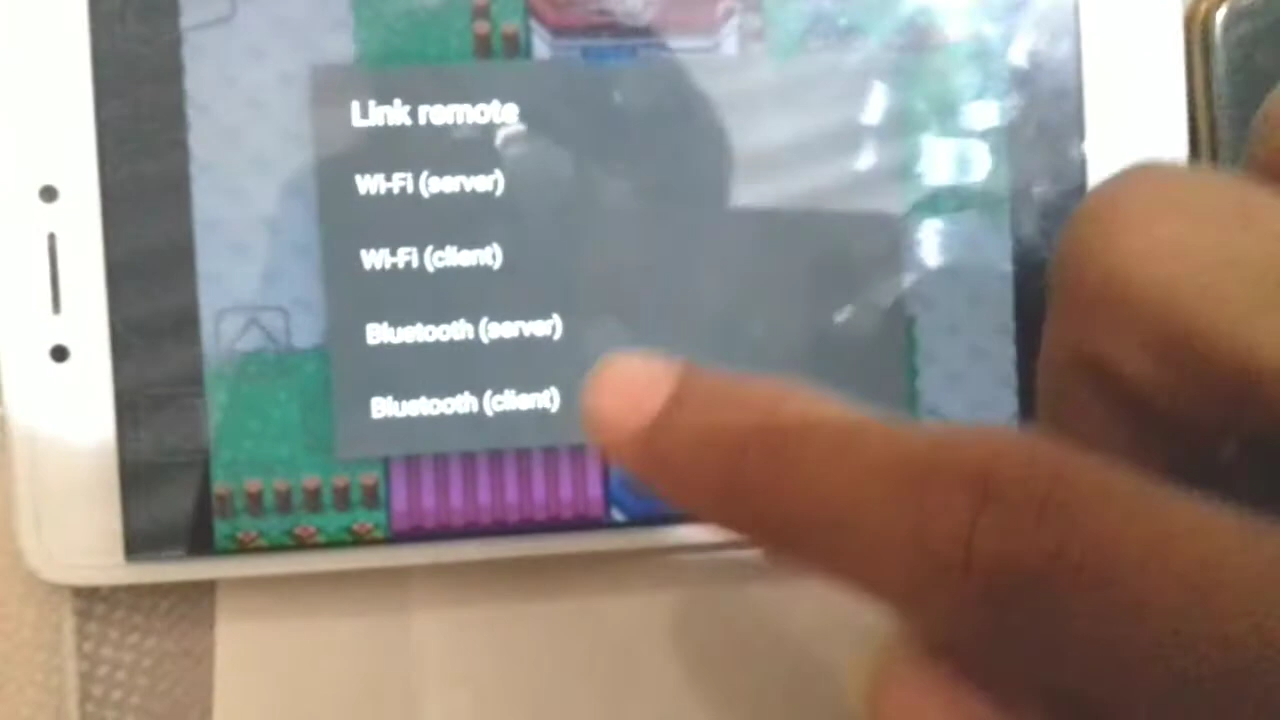 Link remote
Wi-Fi (server)
Wi-Fi (client)
Bluetooth (server)
Bluetooth (client)